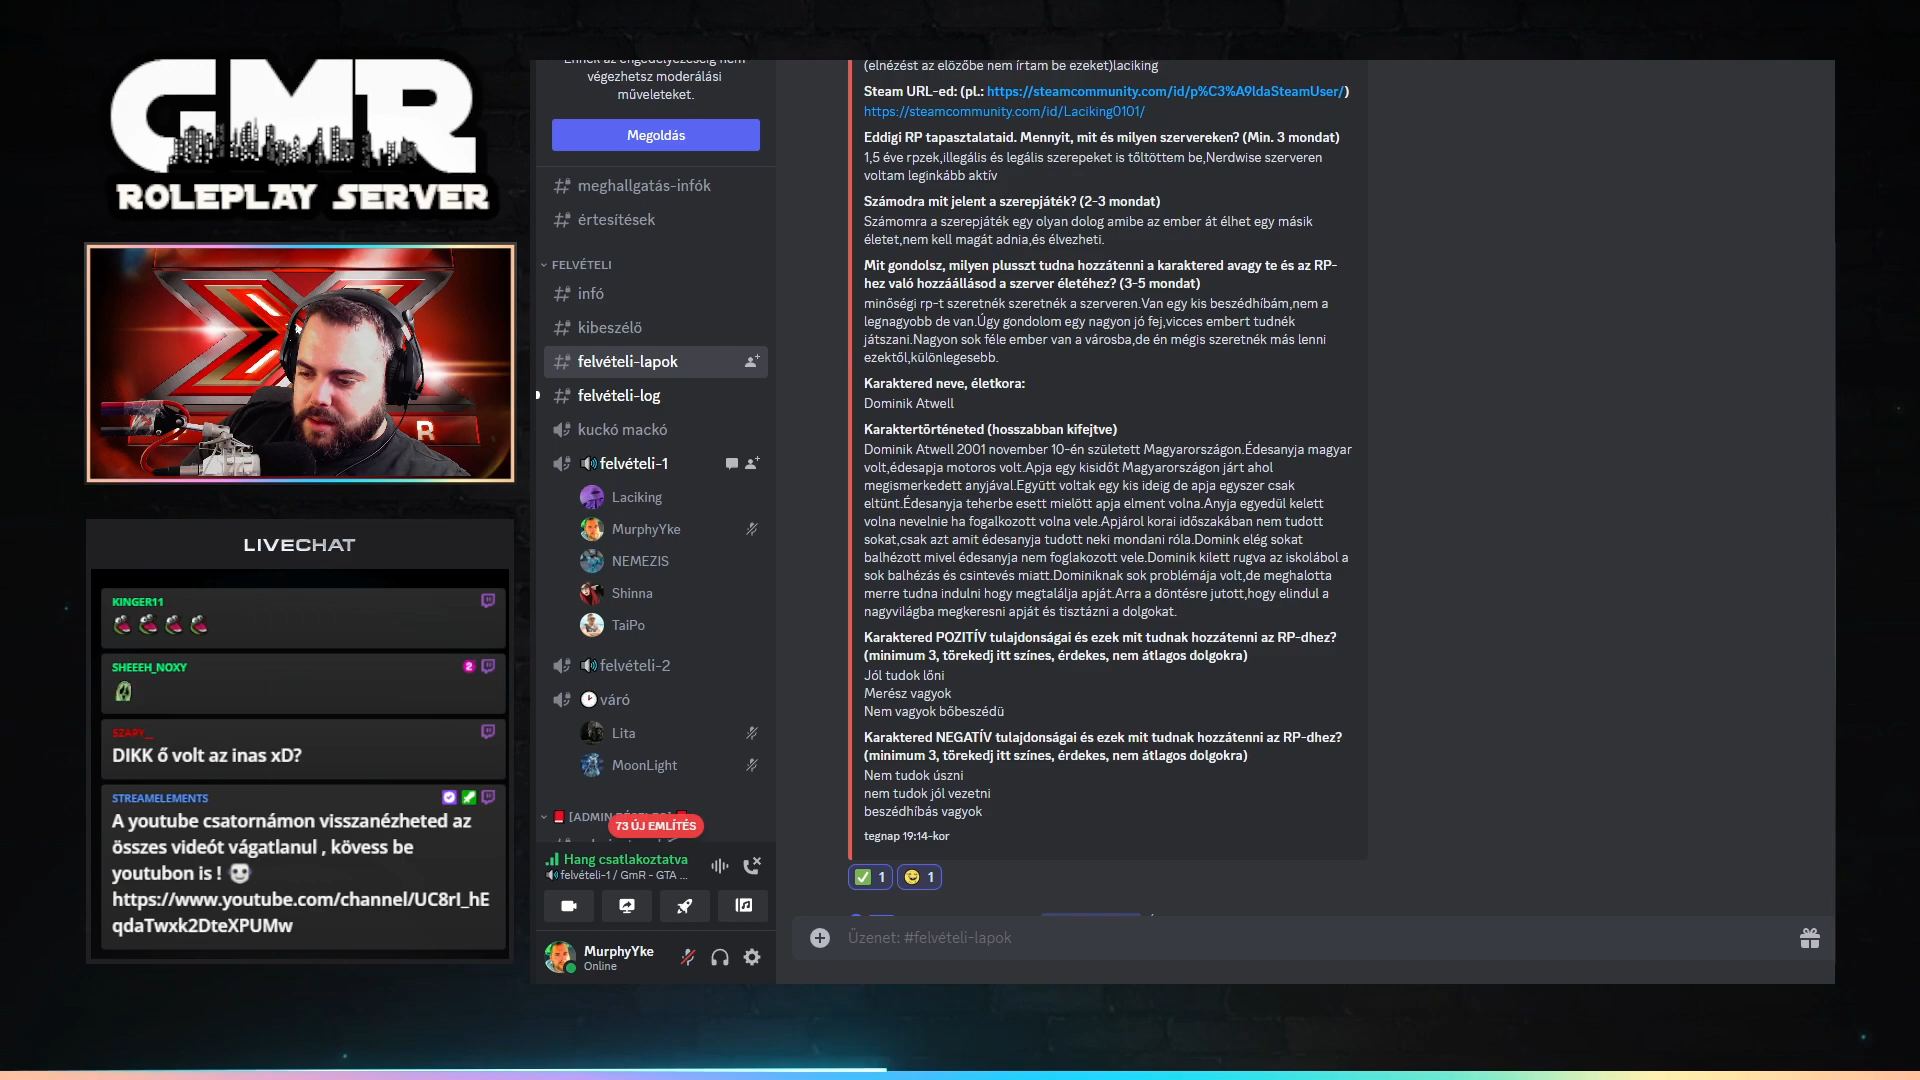 GMR
ROLEPLAY SERVER
R
LIVECHAT
KINGER11
SHEEEH_NOXY
2
SZAPY__
DIKK ő volt az inas xD?
STREAMELEMENTS
A youtube csatornámon visszanézheted az
összes videót vágatlanul , kövess be
youtubon is !
https://www.youtube.com/channel/UC8rI_hE
qdaTwxk2DteXPUMw
Ennek az engedélyezéséig nem
végezhetsz moderálási
műveleteket.
Megoldás
meghallgatás-infók
értesítések
FELVÉTELI
infó
kibeszélő
felvételi-lapok
felvételi-log
kuckó mackó
felvételi-1
Laciking
MurphyYke
NEMEZIS
Shinna
TaiPo
felvételi-2
váró
Lita
MoonLight
[ADMIN
73 ÚJ EMLÍTÉS
Hang csatlakoztatva
felvételi-1 / GmR - GTA ...
MurphyYke
Online
(elnézést az elözöbe nem írtam be ezeket)laciking
Steam URL-ed: (pl.: https://steamcommunity.com/id/p%C3%A9ldaSteamUser/)
https://steamcommunity.com/id/Laciking0101/
Eddigi RP tapasztalataid. Mennyit, mit és milyen szervereken? (Min. 3 mondat)
1,5 éve rpzek,illegális és legális szerepeket is töltöttem be,Nerdwise szerveren
voltam leginkább aktív
Számodra mit jelent a szerepjáték? (2-3 mondat)
Számomra a szerepjáték egy olyan dolog amibe az ember át élhet egy másik
életet,nem kell magát adnia,és élvezheti.
Mit gondolsz, milyen plusszt tudna hozzátenni a karaktered avagy te és az RP-
hez való hozzáállásod a szerver életéhez? (3-5 mondat)
minőségi rp-t szeretnék szeretnék a szerveren.Van egy kis beszédhíbám,nem a
legnagyobb de van.Úgy gondolom egy nagyon jó fej,vicces embert tudnék
játszani.Nagyon sok féle ember van a városba,de én mégis szeretnék más lenni
ezektől,különlegesebb.
Karaktered neve, életkora:
Dominik Atwell
Karaktertörténeted (hosszabban kifejtve)
Dominik Atwell 2001 november 10-én született Magyarországon.Édesanyja magyar
volt,édesapja motoros volt.Apja egy kisidőt Magyarországon járt ahol
megismerkedett anyjával.Együtt voltak egy kis ideig de apja egyszer csak
eltünt.Édesanyja teherbe esett mielött apja elment volna.Anyja egyedül kelett
volna nevelnie ha fogalkozott volna vele.Apjárol korai időszakában nem tudott
sokat,csak azt amit édesanyja tudott neki mondani róla.Domink elég sokat
balhézott mivel édesanyja nem foglakozott vele.Dominik kilett rugva az iskolából a
sok balhézás és csintevés miatt.Dominiknak sok problémája volt,de meghalotta
merre tudna indulni hogy megtalálja apját.Arra a döntésre jutott,hogy elindul a
nagyvilágba megkeresni apját és tisztázni a dolgokat.
Karaktered POZITÍV tulajdonságai és ezek mit tudnak hozzátenni az RP-dhez?
(minimum 3, törekedj itt színes, érdekes, nem átlagos dolgokra)
Jól tudok lőni
Merész vagyok
Nem vagyok bőbeszédü
Karaktered NEGATÍV tulajdonságai és ezek mit tudnak hozzátenni az RP-dhez?
(minimum 3, törekedj itt színes, érdekes, nem átlagos dolgokra)
Nem tudok úszni
nem tudok jól vezetni
beszédhíbás vagyok
tegnap 19:14-kor
1
1
Üzenet: #felvételi-lapok